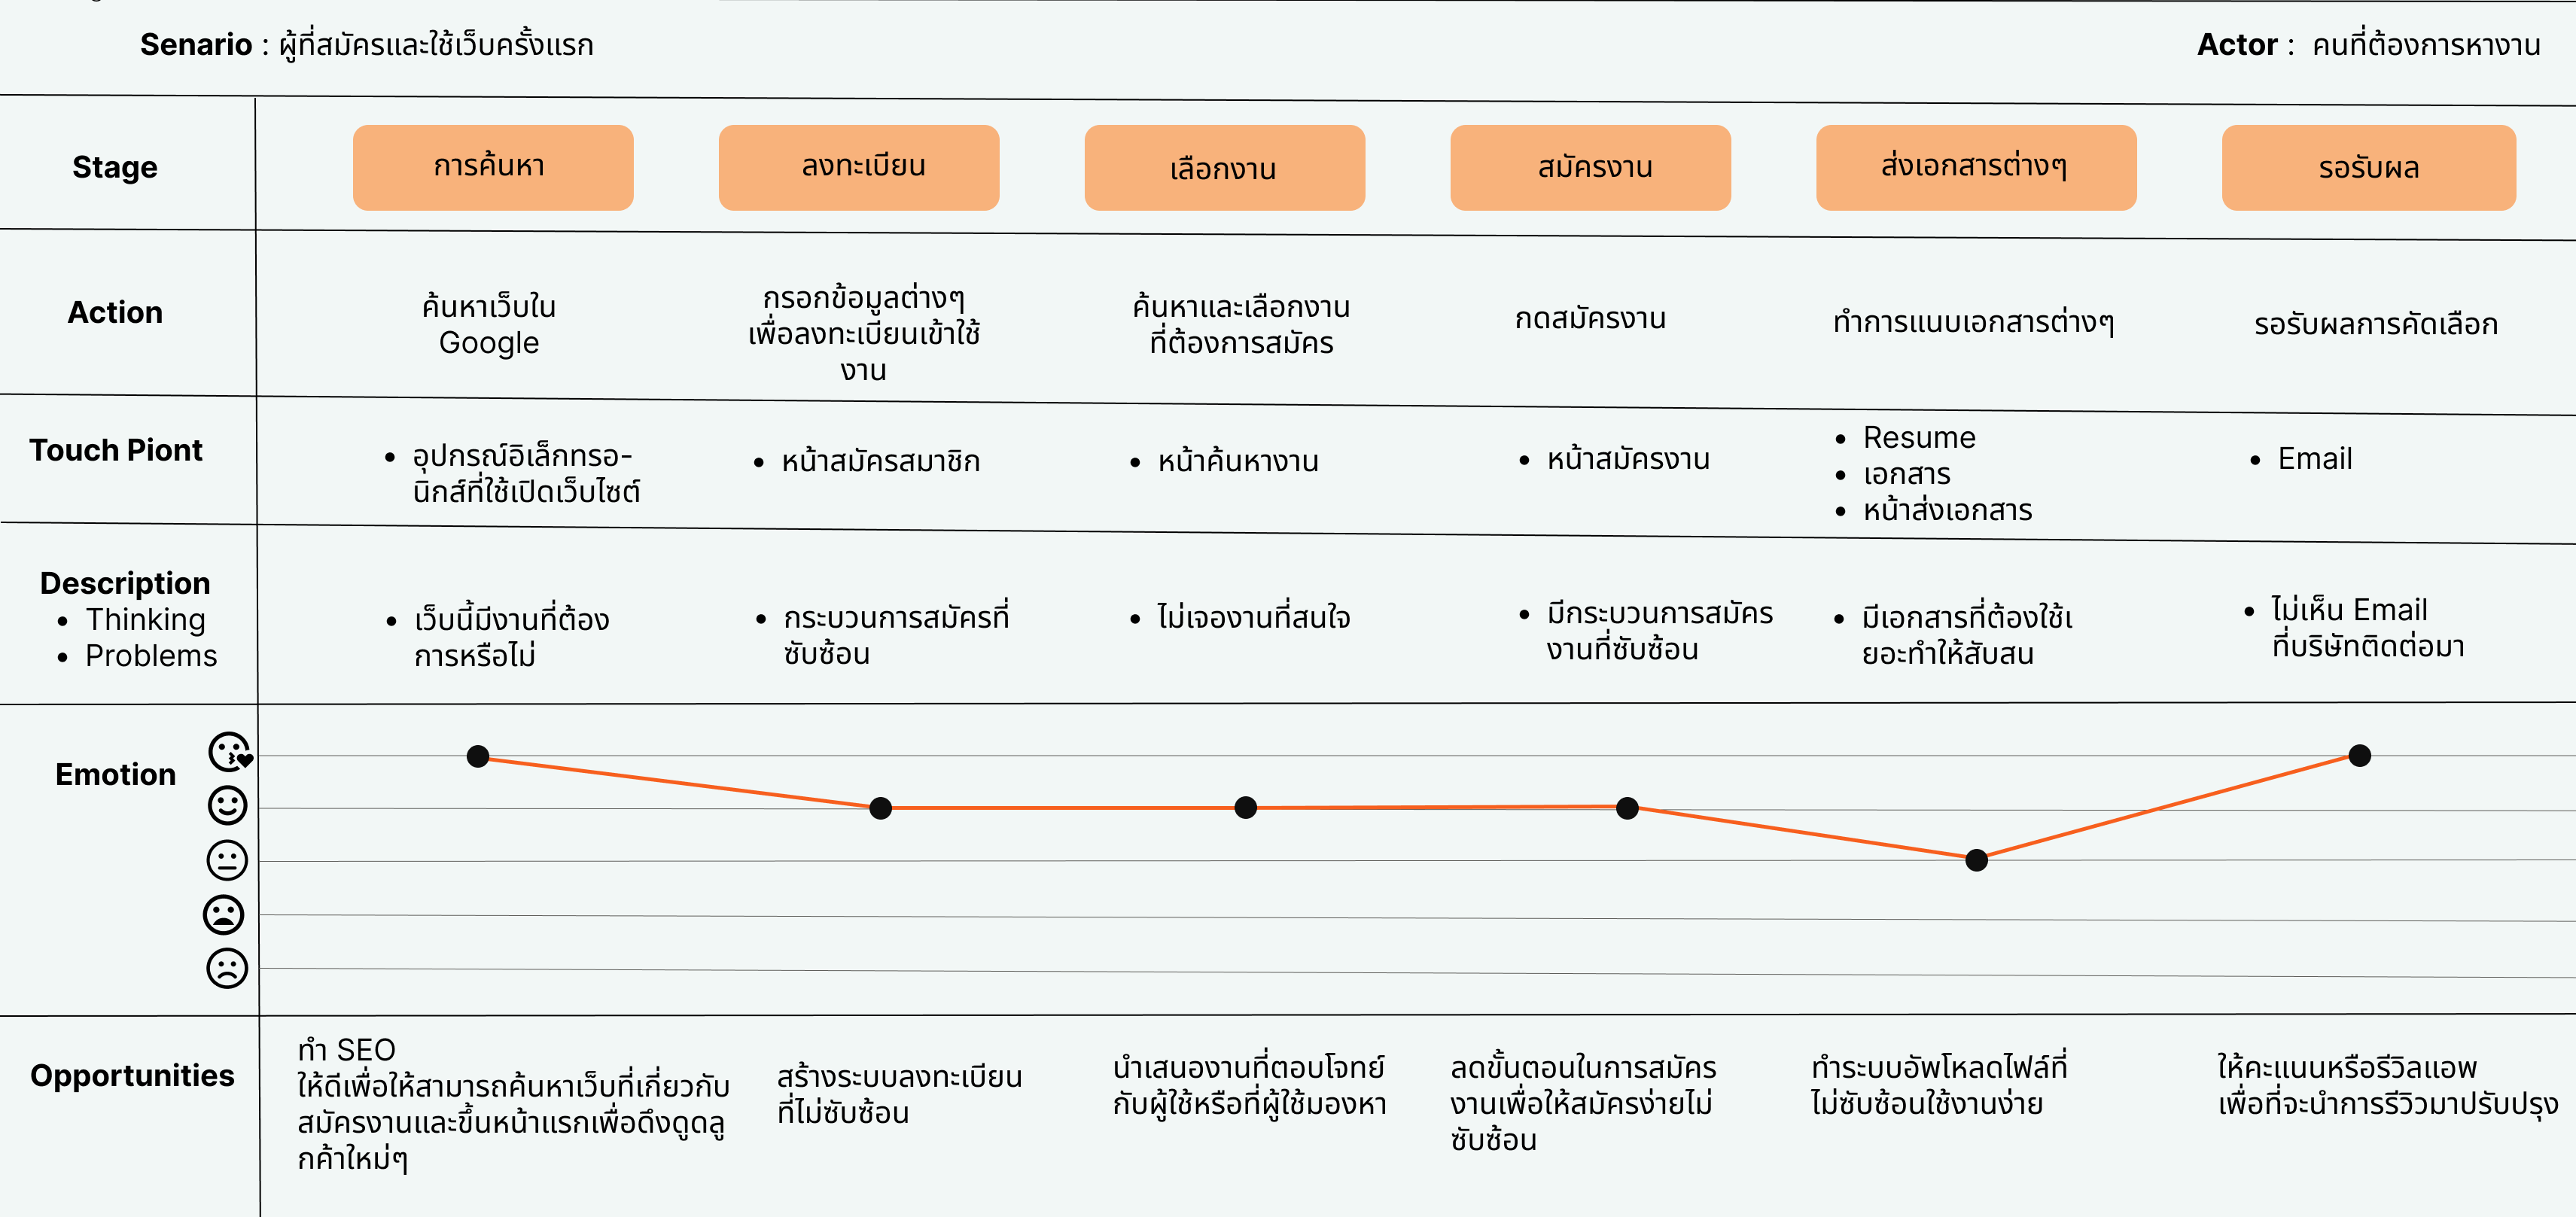 Senario : ผู้ที่สมัครและใช้เว็บครั้งแรก
Actor : คนที่ต้องการหางาน
Stage
การค้นหา
ลงทะเบียน
เลือกงาน
สมัครงาน
ส่งเอกสารต่างๆ
รอรับผล
Action
ค้นหาเว็บใน
Google
กรอกข้อมูลต่างๆ
เพื่อลงทะเบียนเข้าใช้
งาน
ค้นหาและเลือกงาน
ที่ต้องการสมัคร
กดสมัครงาน
ทำการแนบเอกสารต่างๆ
รอรับผลการคัดเลือก
Touch Piont
• อุปกรณ์อิเล็กทรอ-
นิกส์ที่ใช้เปิดเว็บไซต์
• หน้าสมัครสมาชิก
• หน้าค้นหางาน
• หน้าสมัครงาน
• Resume
• เอกสาร
• หน้าส่งเอกสาร
• Email
Description
• Thinking
• Problems
• เว็บนี้มีงานที่ต้อง
การหรือไม่
• กระบวนการสมัครที่
ซับซ้อน
• ไม่เจองานที่สนใจ
• มีกระบวนการสมัคร
งานที่ซับซ้อน
• มีเอกสารที่ต้องใช้เ
ยอะทำให้สับสน
• ไม่เห็น Email
ที่บริษัทติดต่อมา
Emotion
Opportunities
ทำ SEO
ให้ดีเพื่อให้สามารถค้นหาเว็บที่เกี่ยวกับ
สมัครงานและขึ้นหน้าแรกเพื่อดึงดูดลู
กค้าใหม่ๆ
สร้างระบบลงทะเบียน
ที่ไม่ซับซ้อน
นำเสนองานที่ตอบโจทย์
กับผู้ใช้หรือที่ผู้ใช้มองหา
ลดขั้นตอนในการสมัคร
งานเพื่อให้สมัครง่ายไม่
ซับซ้อน
ทำระบบอัพโหลดไฟล์ที่
ไม่ซับซ้อนใช้งานง่าย
ให้คะแนนหรือรีวิลแอพ
เพื่อที่จะนำการรีวิวมาปรับปรุง